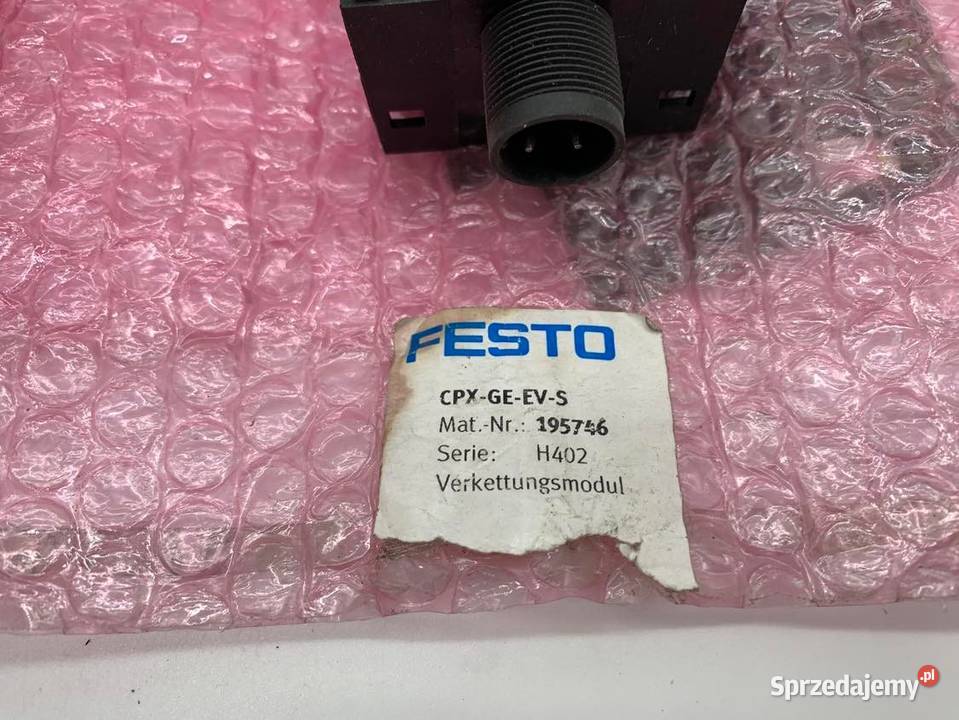 FESTO
CPX-GE-EV-S
Mat.-Nr.: 195746
Serie: H402
Verkettungsmodul
Sprzedajemy.pl